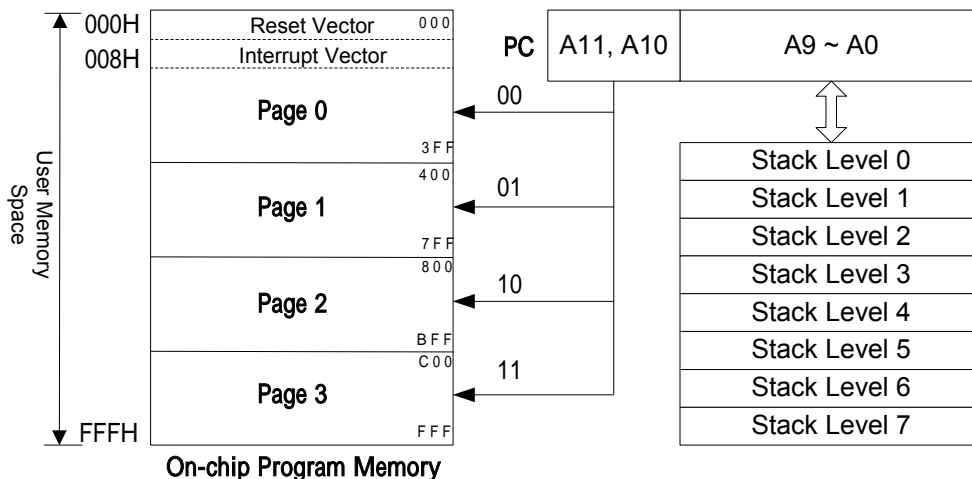 000H
Reset Vector
000
008H
Interrupt Vector
Page 0
3FF
400
Page 1
7FF
800
Page 2
BFF
C00
Page 3
FFFH
FFF
User Memory
Space
On-chip Program Memory
PC
A11, A10
A9 ~ A0
00
01
10
11
Stack Level 0
Stack Level 1
Stack Level 2
Stack Level 3
Stack Level 4
Stack Level 5
Stack Level 6
Stack Level 7